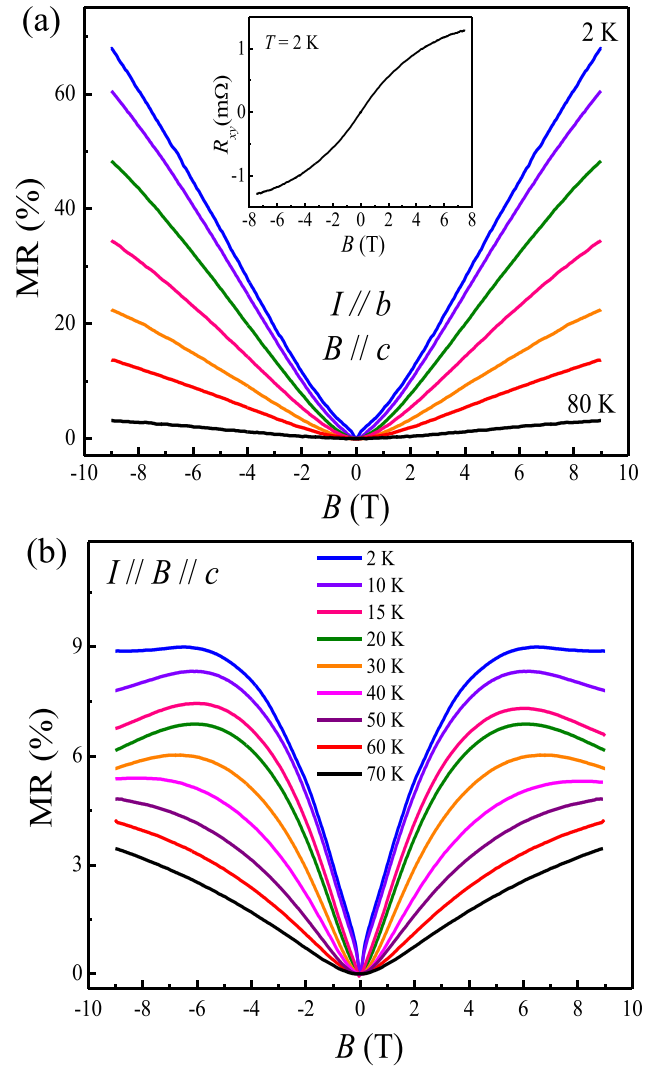 (a)
2 K
T = 2 K
R_xy (mΩ)
1
0
-1
-8 -6 -4 -2 0 2 4 6 8
B (T)
MR (%)
60
40
20
0
I // b
B // c
80 K
-10 -8 -6 -4 -2 0 2 4 6 8 10
B (T)
(b)
I // B // c
2 K
10 K
15 K
20 K
30 K
40 K
50 K
60 K
70 K
MR (%)
9
6
3
0
-10 -8 -6 -4 -2 0 2 4 6 8 10
B (T)